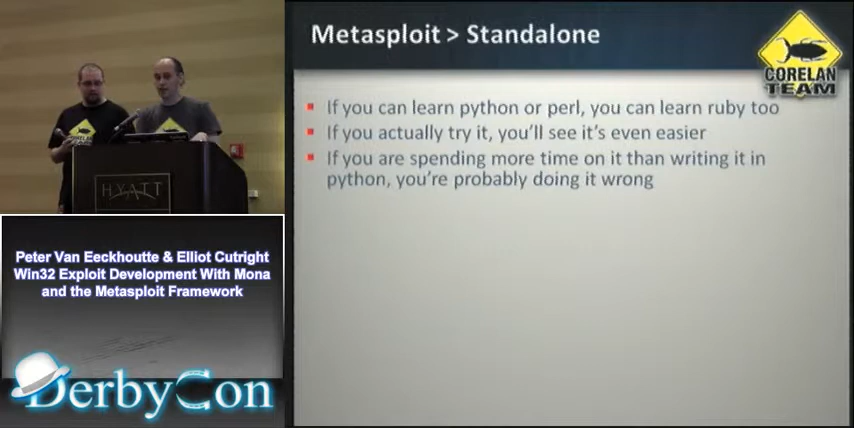 Metasploit > Standalone
CORELAN
TEAM
If you can learn python or perl, you can learn ruby too
If you actually try it, you'll see it's even easier
If you are spending more time on it than writing it in
python, you're probably doing it wrong
HYATT
Peter Van Eeckhoutte & Elliot Cutright
Win32 Exploit Development With Mona
and the Metasploit Framework
DerbyCon